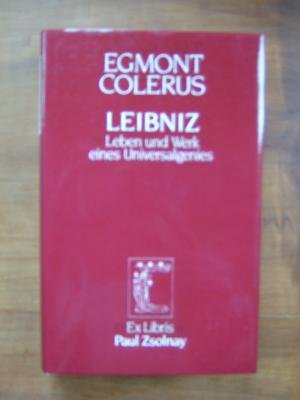 EGMONT
COLERUS
LEIBNIZ
Leben und Werk
eines Universalgenies
Ex Libris
Paul Zsolnay